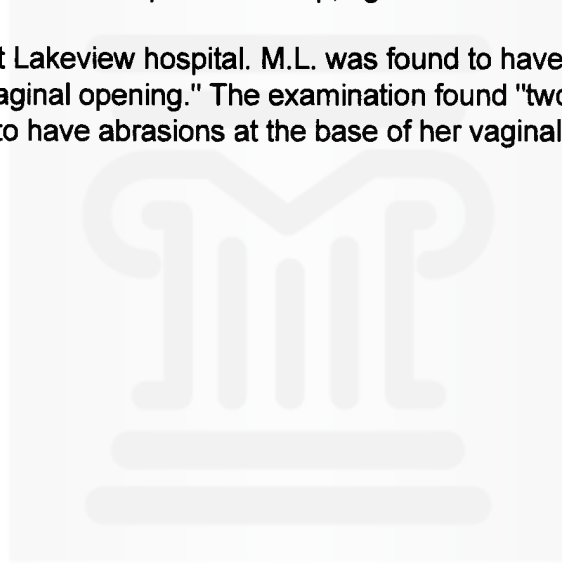 t Lakeview hospital. M.L. was found to have
aginal opening." The examination found "two
to have abrasions at the base of her vaginal